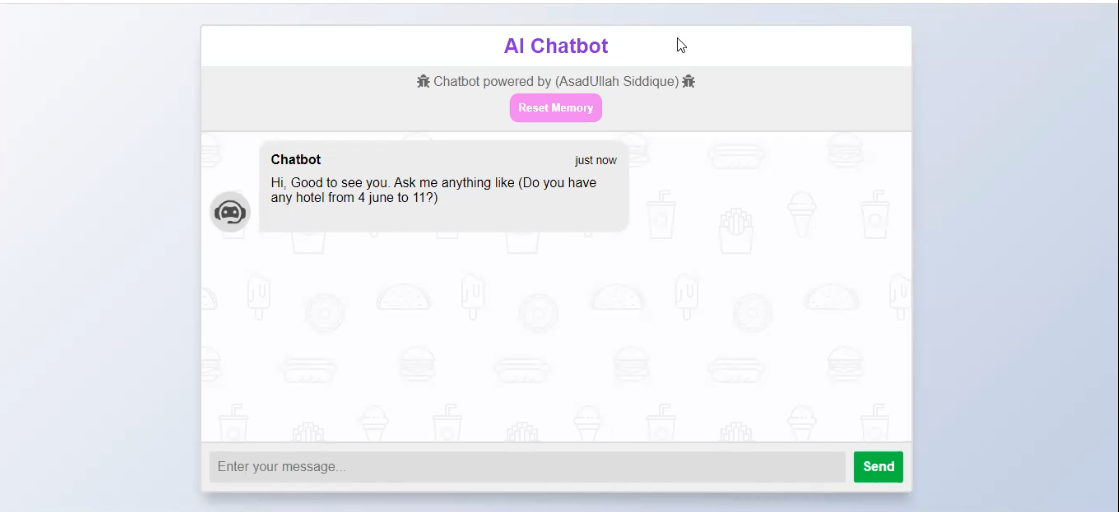 AI Chatbot
Chatbot powered by (AsadUllah Siddique)
Reset Memory
Chatbot just now
Hi, Good to see you. Ask me anything like (Do you have
any hotel from 4 june to 11?)
Enter your message...
Send